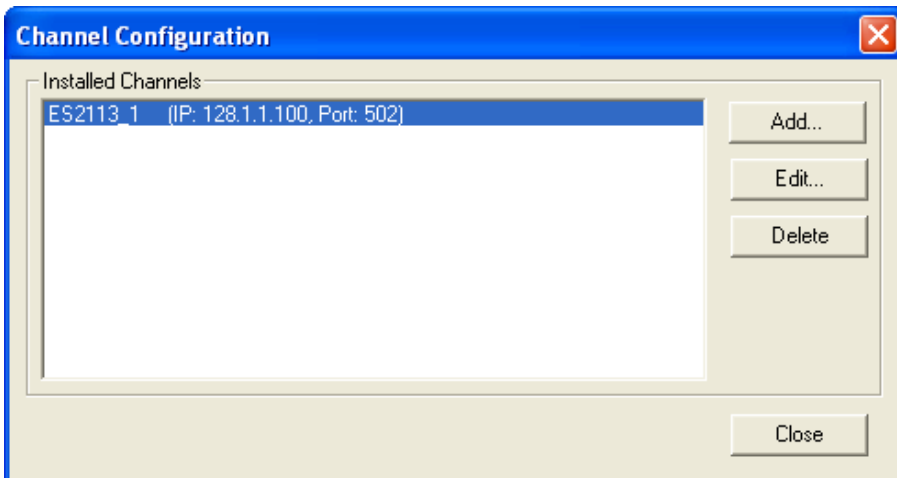 Channel Configuration
Installed Channels
ES2113_1 (IP: 128.1.1.100, Port: 502)
Add...
Edit...
Delete
Close